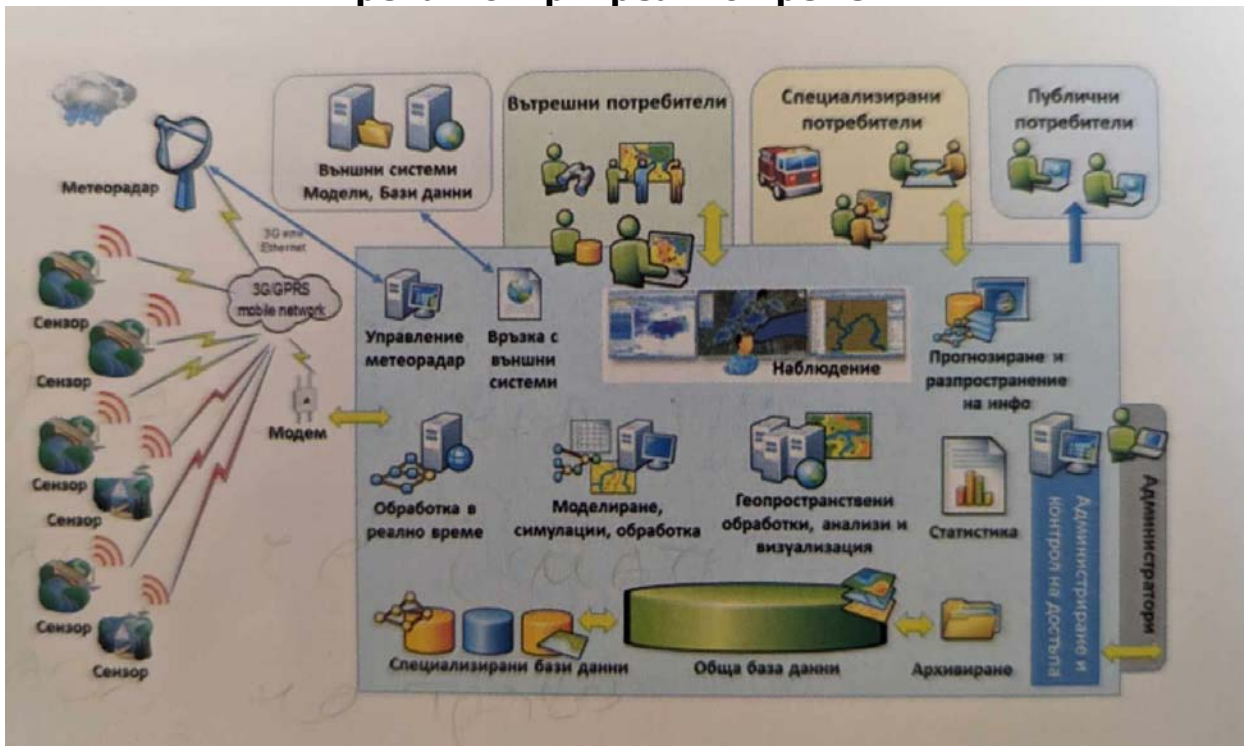 Метеорадар
Външни системи
Модели, Бази данни
Вътрешни потребители
Специализирани
потребители
Публични
потребители
3G или
Ethernet
3G/GPRS
mobile network
Сензор
Сензор
Сензор
Сензор
Сензор
Сензор
Модем
Управление
метеорадар
Връзка с
външни
системи
Наблюдение
Прогнозиране и
разпространение
на инфо
Обработка в
реално време
Моделиране,
симулации, обработка
Геопространствени
обработки, анализи и
визуализация
Статистика
Администриране и
контрол на достъпа
Администратори
Специализирани бази данни
Обща база данни
Архивиране